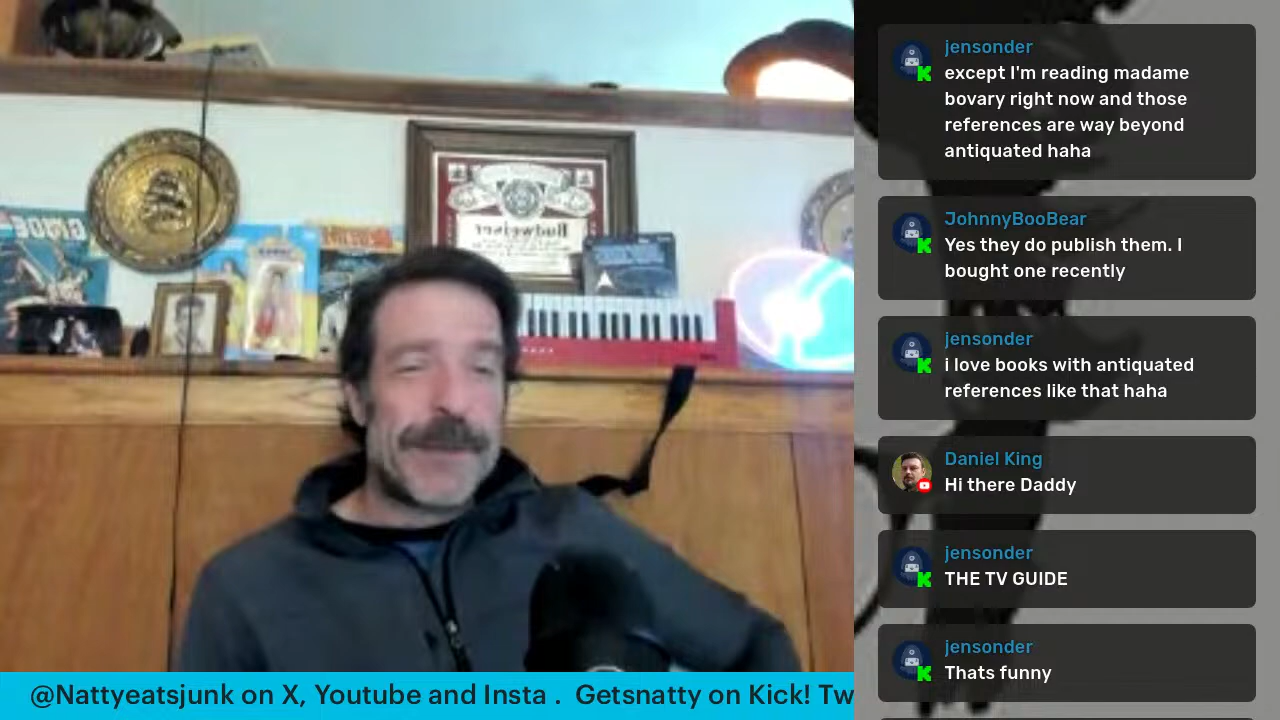 jensonder
except I'm reading madame
bovary right now and those
references are way beyond
antiquated haha
JohnnyBooBear
Yes they do publish them. I
bought one recently
jensonder
i love books with antiquated
references like that haha
Daniel King
Hi there Daddy
jensonder
THE TV GUIDE
jensonder
Thats funny
Budweiser
@Nattyeatsjunk on X, Youtube and Insta .  Getsnatty on Kick! Tw